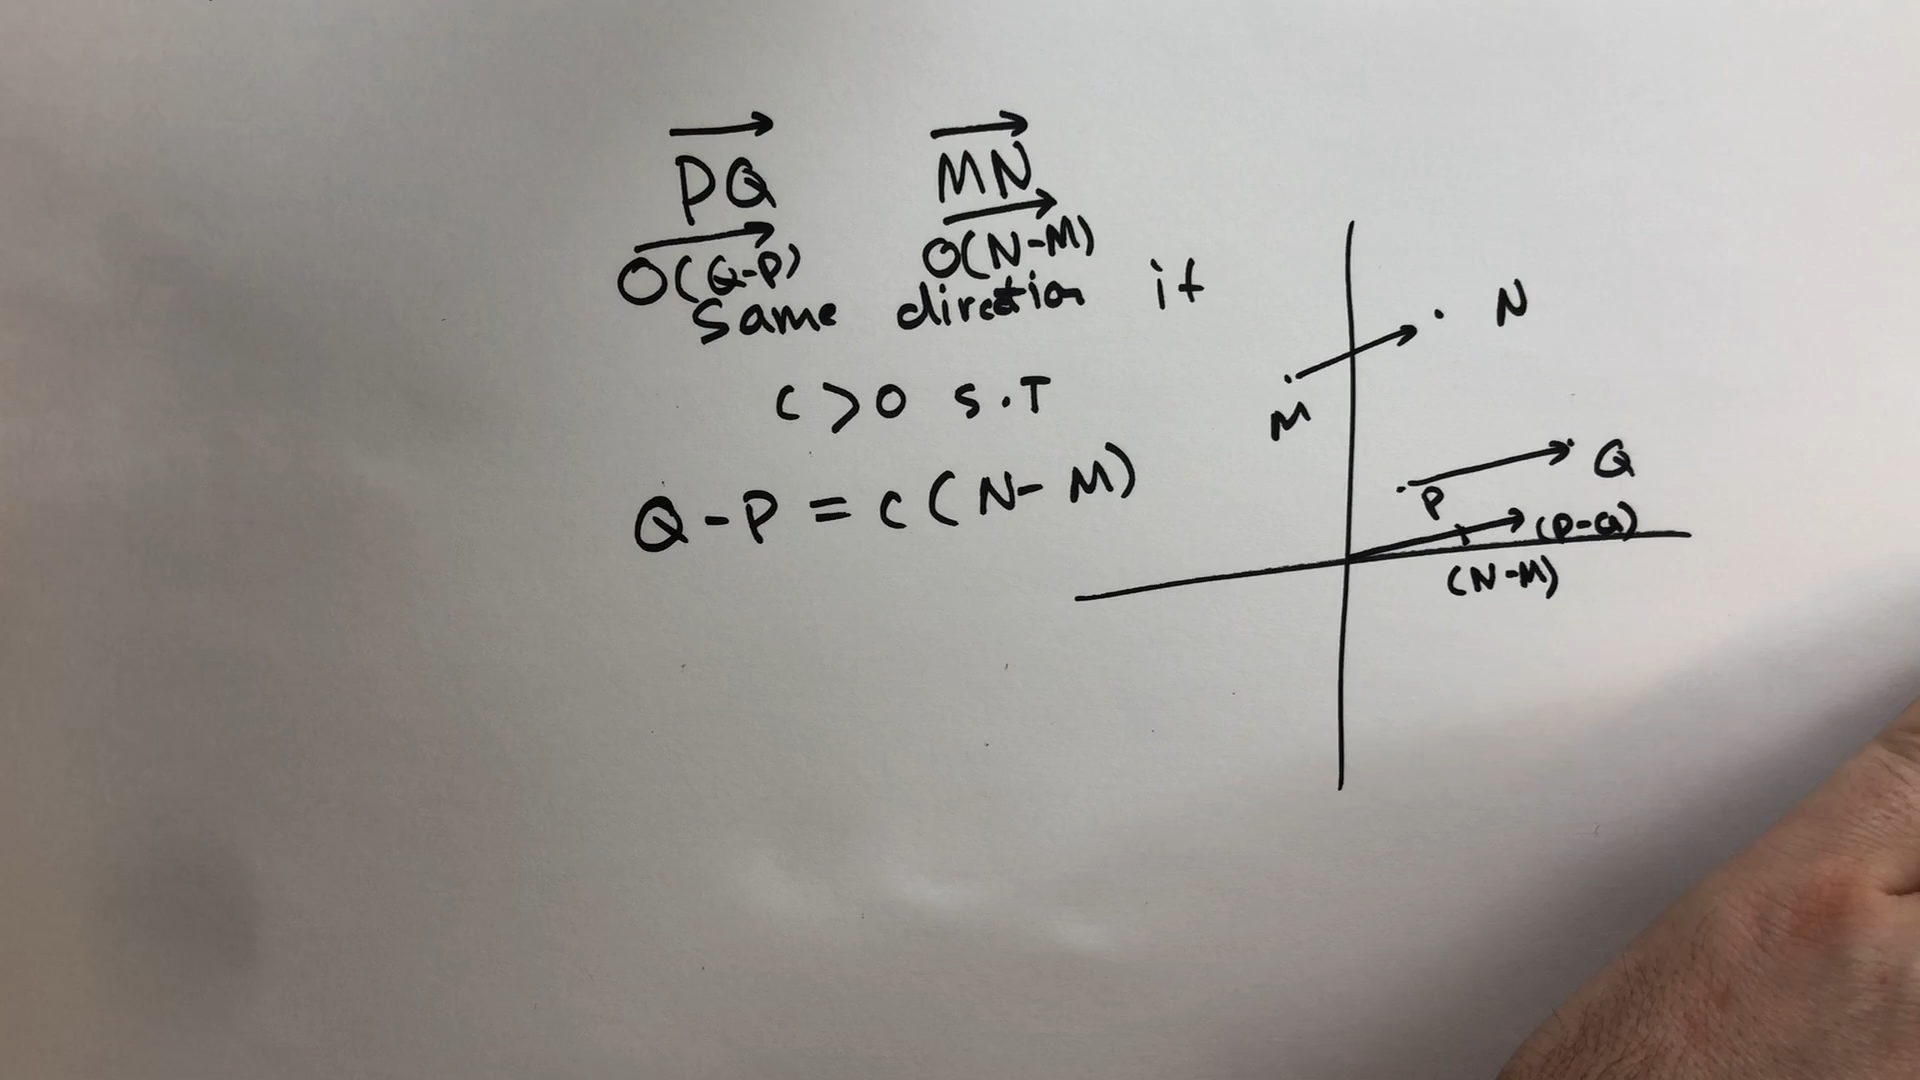 PQ MN
O(Q-P) O(N-M)
Same direction if
c > 0 s.T
Q - P = c ( N - M )
N
M
Q
P
(P-Q)
(N-M)